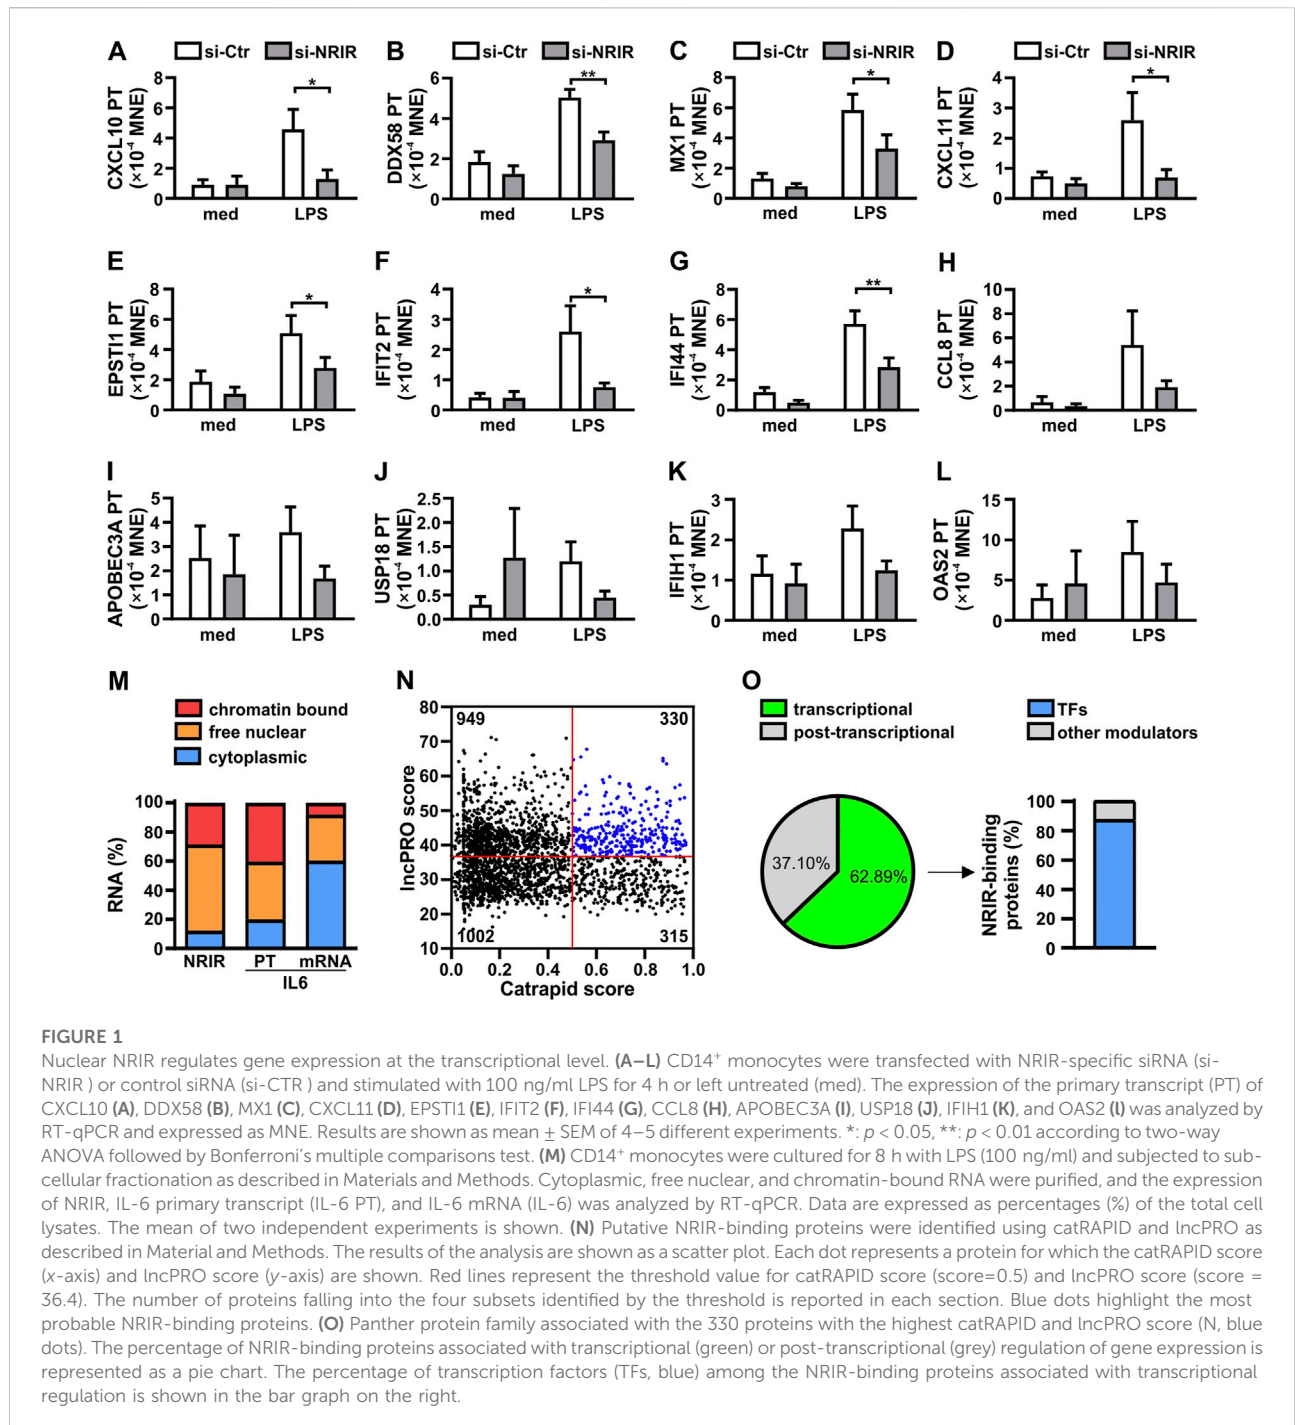 A si-Ctr si-NRIR
CXCL10 PT
(×10⁻⁴ MNE)
8
6
4
2
0
*
med LPS
B si-Ctr si-NRIR
DDX58 PT
(×10⁻⁴ MNE)
6
4
2
0
**
med LPS
C si-Ctr si-NRIR
MX1 PT
(×10⁻⁴ MNE)
8
6
4
2
0
*
med LPS
D si-Ctr si-NRIR
CXCL11 PT
(×10⁻⁴ MNE)
4
3
2
1
0
*
med LPS
E
EPSTI1 PT
(×10⁻⁴ MNE)
8
6
4
2
0
*
med LPS
F
IFIT2 PT
(×10⁻⁴ MNE)
4
3
2
1
0
*
med LPS
G
IFI44 PT
(×10⁻⁴ MNE)
8
6
4
2
0
**
med LPS
H
CCL8 PT
(×10⁻⁴ MNE)
10
8
6
4
2
0
med LPS
I
APOBEC3A PT
(×10⁻⁴ MNE)
5
4
3
2
1
0
med LPS
J
USP18 PT
(×10⁻⁴ MNE)
2.5
2.0
1.5
1.0
0.5
0.0
med LPS
K
IFIH1 PT
(×10⁻⁴ MNE)
3
2
1
0
med LPS
L
OAS2 PT
(×10⁻⁴ MNE)
15
10
5
0
med LPS
M
chromatin bound
free nuclear
cytoplasmic
RNA (%)
100
80
60
40
20
0
NRIR PT mRNA
IL6
N
lncPRO score
80
70
60
50
40
30
20
10
949 330
1002 315
0.0 0.2 0.4 0.6 0.8 1.0
Catrapid score
O
transcriptional
post-transcriptional
37.10% 62.89%
TFs
other modulators
NRIR-binding
proteins (%)
100
80
60
40
20
0
FIGURE 1
Nuclear NRIR regulates gene expression at the transcriptional level. (A–L) CD14⁺ monocytes were transfected with NRIR-specific siRNA (si-
NRIR ) or control siRNA (si-CTR ) and stimulated with 100 ng/ml LPS for 4 h or left untreated (med). The expression of the primary transcript (PT) of
CXCL10 (A), DDX58 (B), MX1 (C), CXCL11 (D), EPSTI1 (E), IFIT2 (F), IFI44 (G), CCL8 (H), APOBEC3A (I), USP18 (J), IFIH1 (K), and OAS2 (l) was analyzed by
RT-qPCR and expressed as MNE. Results are shown as mean ± SEM of 4–5 different experiments. *: p < 0.05, **: p < 0.01 according to two-way
ANOVA followed by Bonferroni’s multiple comparisons test. (M) CD14⁺ monocytes were cultured for 8 h with LPS (100 ng/ml) and subjected to sub-
cellular fractionation as described in Materials and Methods. Cytoplasmic, free nuclear, and chromatin-bound RNA were purified, and the expression
of NRIR, IL-6 primary transcript (IL-6 PT), and IL-6 mRNA (IL-6) was analyzed by RT-qPCR. Data are expressed as percentages (%) of the total cell
lysates. The mean of two independent experiments is shown. (N) Putative NRIR-binding proteins were identified using catRAPID and lncPRO as
described in Material and Methods. The results of the analysis are shown as a scatter plot. Each dot represents a protein for which the catRAPID score
(x-axis) and lncPRO score (y-axis) are shown. Red lines represent the threshold value for catRAPID score (score=0.5) and lncPRO score (score =
36.4). The number of proteins falling into the four subsets identified by the threshold is reported in each section. Blue dots highlight the most
probable NRIR-binding proteins. (O) Panther protein family associated with the 330 proteins with the highest catRAPID and lncPRO score (N, blue
dots). The percentage of NRIR-binding proteins associated with transcriptional (green) or post-transcriptional (grey) regulation of gene expression is
represented as a pie chart. The percentage of transcription factors (TFs, blue) among the NRIR-binding proteins associated with transcriptional
regulation is shown in the bar graph on the right.